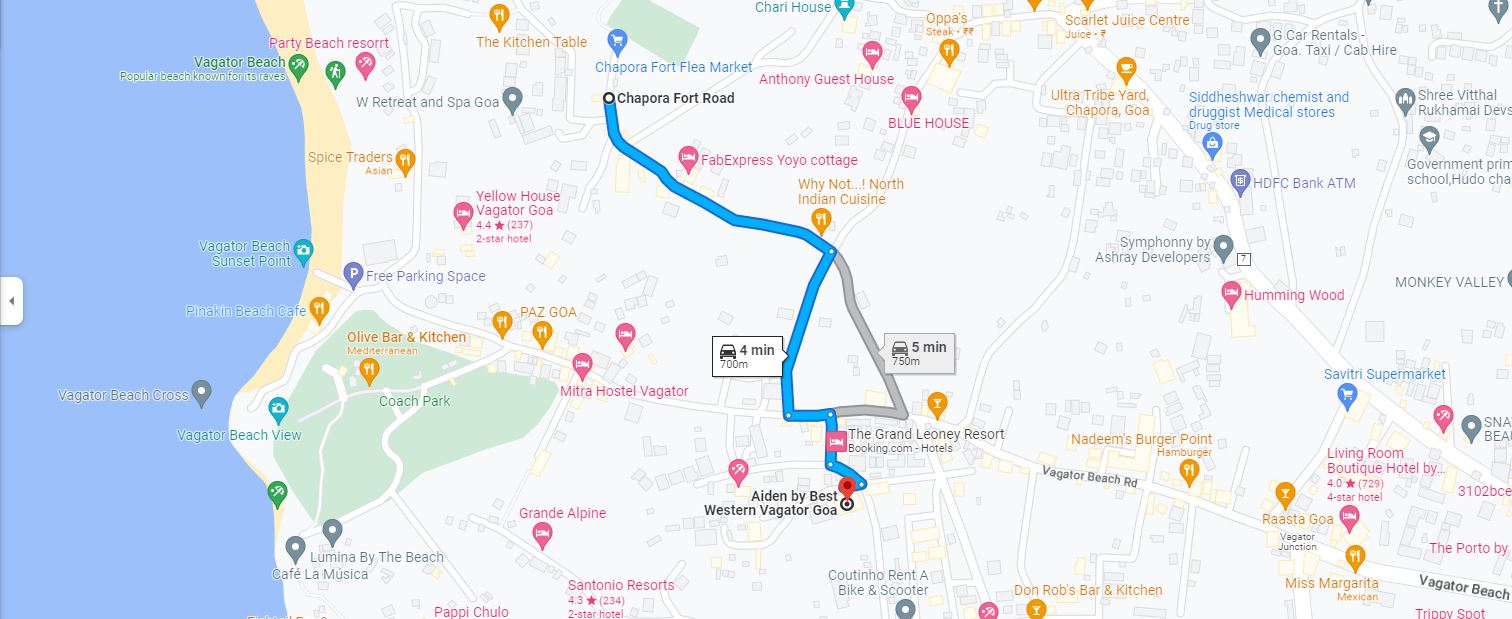 Chari House
Oppa's
Steak · ₹₹
Scarlet Juice Centre
Juice · ₹
The Kitchen Table
Party Beach resorrt
G Car Rentals -
Goa. Taxi / Cab Hire
Vagator Beach
Popular beach known for its raves
Chapora Fort Flea Market
Anthony Guest House
W Retreat and Spa Goa
Chapora Fort Road
Ultra Tribe Yard,
Chapora, Goa
Siddheshwar chemist and
druggist Medical stores
Drug store
Shree Vitthal
Rukhamai Devs
BLUE HOUSE
Spice Traders
Asian
FabExpress Yoyo cottage
Government prim
school,Hudo cha
HDFC Bank ATM
Why Not...! North
Indian Cuisine
Yellow House
Vagator Goa
4.4 ★ (237)
2-star hotel
Vagator Beach
Sunset Point
Symphonny by
Ashray Developers
7
P
Free Parking Space
MONKEY VALLEY
Humming Wood
Pinakin Beach Cafe
PAZ GOA
Olive Bar & Kitchen
Mediterranean
4 min
700m
5 min
750m
Savitri Supermarket
Vagator Beach Cross
Coach Park
Mitra Hostel Vagator
Vagator Beach View
The Grand Leoney Resort
Booking.com - Hotels
Nadeem's Burger Point
Hamburger
SNA
BEAU
Living Room
Boutique Hotel by...
4.0 ★ (729)
4-star hotel
Vagator Beach Rd
3102bce
Aiden by Best
Western Vagator Goa
Grande Alpine
Raasta Goa
Vagator
Junction
Lumina By The Beach
Café La Música
The Porto by
Coutinho Rent A
Bike & Scooter
Don Rob's Bar & Kitchen
Miss Margarita
Mexican
Vagator Beach
Santonio Resorts
4.3 ★ (234)
2-star hotel
Pappi Chulo
Trippy Spot